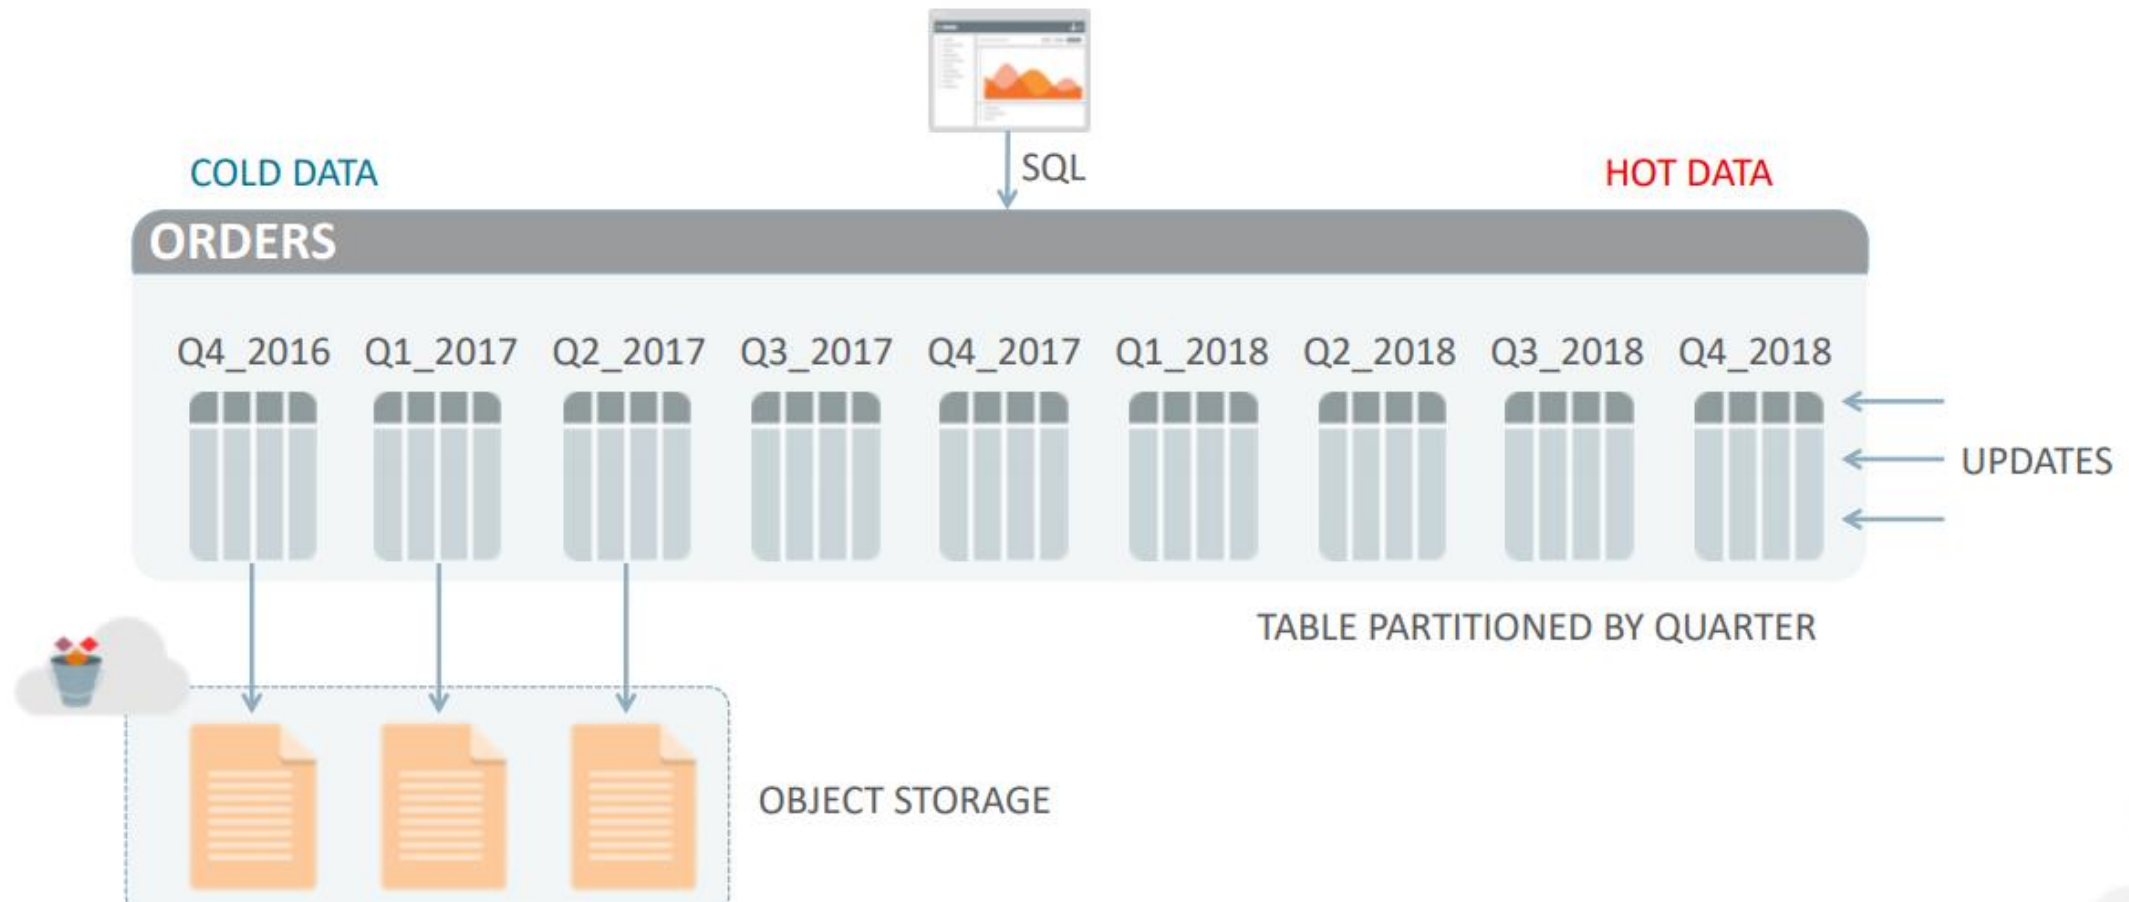 SQL
COLD DATA
HOT DATA
ORDERS
Q4_2016 Q1_2017 Q2_2017 Q3_2017 Q4_2017 Q1_2018 Q2_2018 Q3_2018 Q4_2018
UPDATES
TABLE PARTITIONED BY QUARTER
OBJECT STORAGE